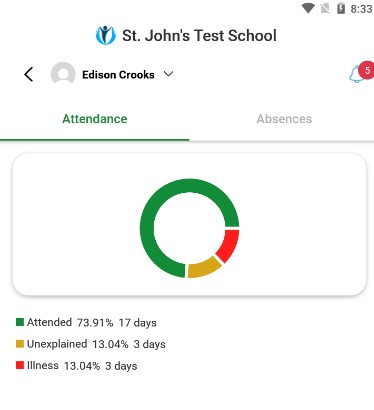 8:33
St. John's Test School
Edison Crooks
5
Attendance Absences
Attended 73.91% 17 days
Unexplained 13.04% 3 days
Illness 13.04% 3 days